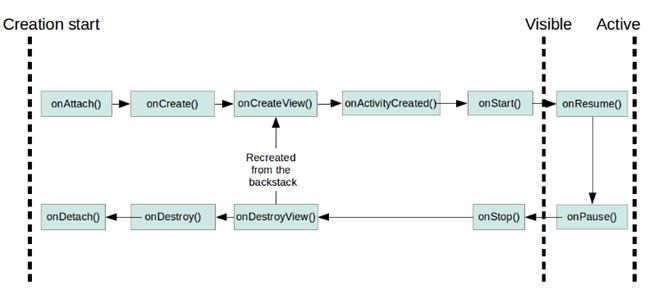 Creation start
Visible
Active
onAttach()
onCreate()
onCreateView()
onActivityCreated()
onStart()
onResume()
Recreated
from the
backstack
onDetach()
onDestroy()
onDestroyView()
onStop()
onPause()